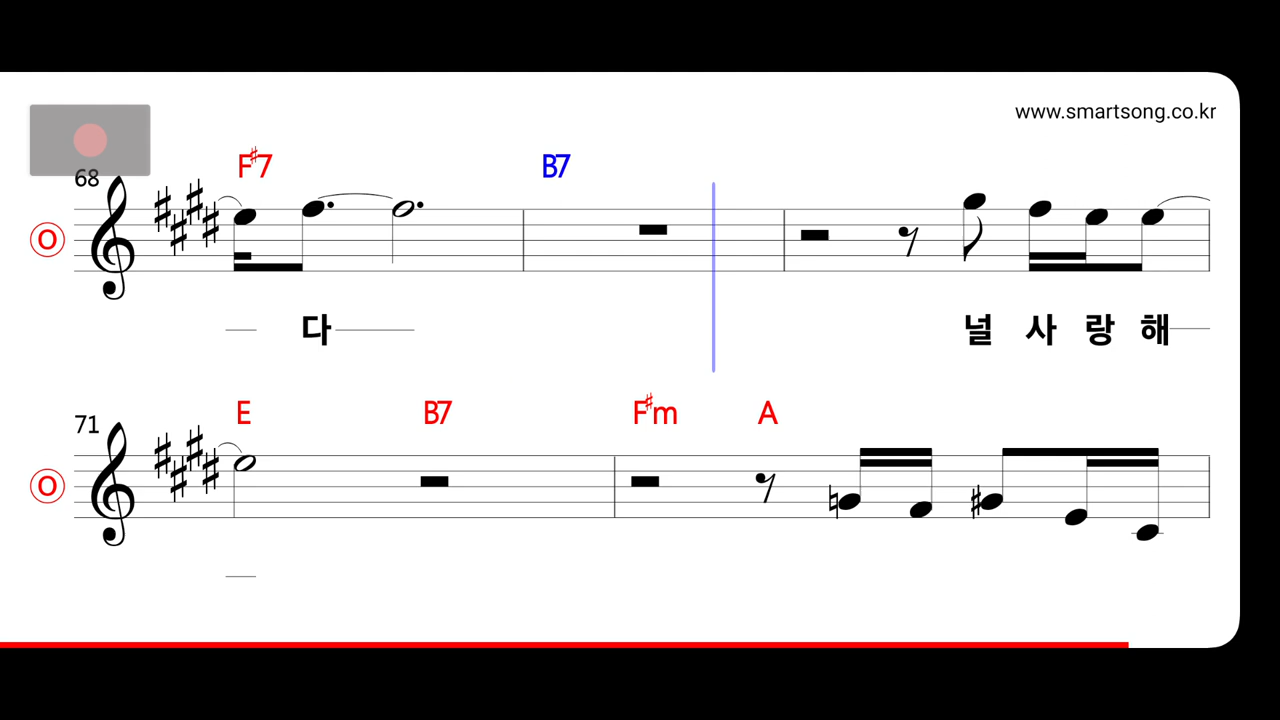 www.smartsong.co.kr
F♯7 B7
68
O
다
널 사 랑 해
E B7 F♯m A
71
O